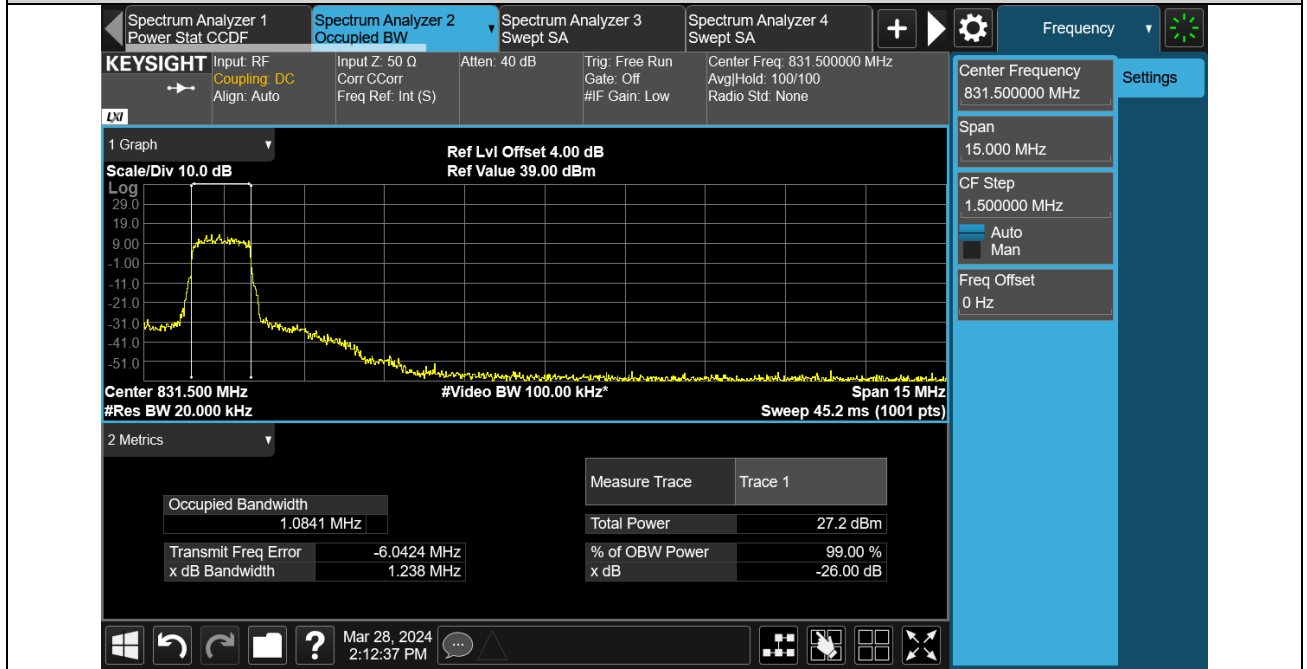 Spectrum Analyzer 1
Power Stat CCDF
Spectrum Analyzer 2
Occupied BW
Spectrum Analyzer 3
Swept SA
Spectrum Analyzer 4
Swept SA
+
Frequency
KEYSIGHT
LXI
Input: RF
Coupling: DC
Align: Auto
Input Z: 50 Ω
Corr CCorr
Freq Ref: Int (S)
Atten: 40 dB
Trig: Free Run
Gate: Off
#IF Gain: Low
Center Freq: 831.500000 MHz
Avg|Hold: 100/100
Radio Std: None
Center Frequency
831.500000 MHz
Settings
Span
15.000 MHz
CF Step
1.500000 MHz
Auto
Man
Freq Offset
0 Hz
1 Graph
Scale/Div 10.0 dB
Ref Lvl Offset 4.00 dB
Ref Value 39.00 dBm
Log
29.0
19.0
9.00
-1.00
-11.0
-21.0
-31.0
-41.0
-51.0
Center 831.500 MHz
#Video BW 100.00 kHz*
Span 15 MHz
#Res BW 20.000 kHz
Sweep 45.2 ms (1001 pts)
2 Metrics
Measure Trace Trace 1
Occupied Bandwidth
1.0841 MHz
Total Power 27.2 dBm
Transmit Freq Error -6.0424 MHz
% of OBW Power 99.00 %
x dB Bandwidth 1.238 MHz
x dB -26.00 dB
?
Mar 28, 2024
2:12:37 PM